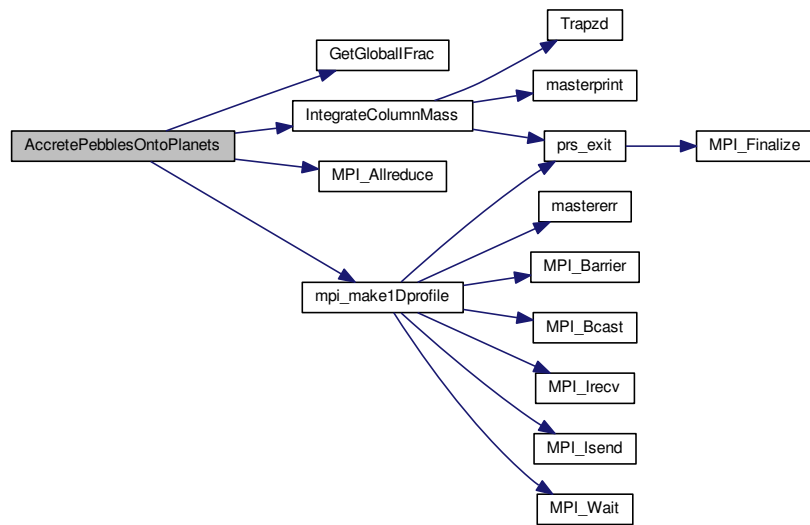 Trapzd
GetGlobalIFrac
masterprint
IntegrateColumnMass
AccretePebblesOntoPlanets
prs_exit
MPI_Finalize
MPI_Allreduce
mastererr
MPI_Barrier
mpi_make1Dprofile
MPI_Bcast
MPI_Irecv
MPI_Isend
MPI_Wait